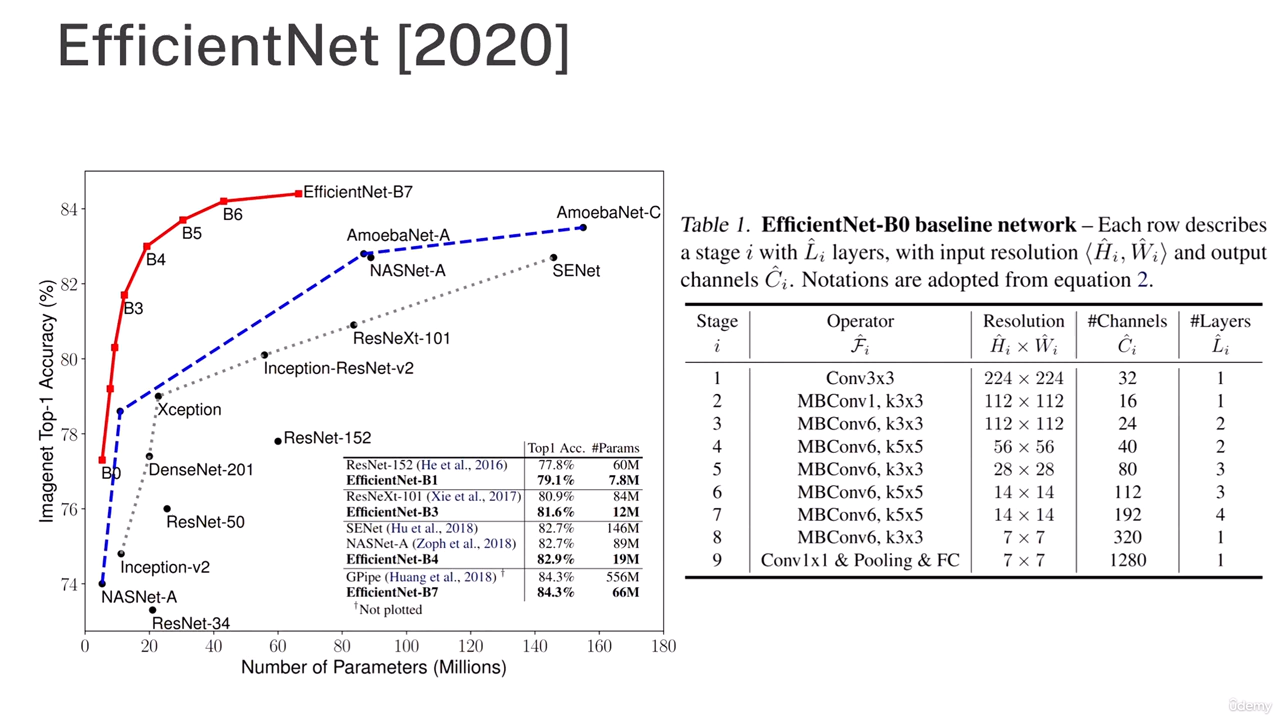 EfficientNet [2020]
Imagenet Top-1 Accuracy (%)
84
82
80
78
76
74
EfficientNet-B7
B6
B5
B4
B3
B0
AmoebaNet-C
AmoebaNet-A
NASNet-A
SENet
ResNeXt-101
Inception-ResNet-v2
Xception
ResNet-152
DenseNet-201
ResNet-50
Inception-v2
NASNet-A
ResNet-34
Top1 Acc. #Params
ResNet-152 (He et al., 2016) 77.8% 60M
EfficientNet-B1 79.1% 7.8M
ResNeXt-101 (Xie et al., 2017) 80.9% 84M
EfficientNet-B3 81.6% 12M
SENet (Hu et al., 2018) 82.7% 146M
NASNet-A (Zoph et al., 2018) 82.7% 89M
EfficientNet-B4 82.9% 19M
GPipe (Huang et al., 2018) † 84.3% 556M
EfficientNet-B7 84.3% 66M
†Not plotted
0 20 40 60 80 100 120 140 160 180
Number of Parameters (Millions)
Table 1. EfficientNet-B0 baseline network – Each row describes
a stage i with L̂i layers, with input resolution ⟨Ĥi, Ŵi⟩ and output
channels Ĉi. Notations are adopted from equation 2.
Stage Operator Resolution #Channels #Layers
i F̂i Ĥi × Ŵi Ĉi L̂i
1 Conv3x3 224 × 224 32 1
2 MBConv1, k3x3 112 × 112 16 1
3 MBConv6, k3x3 112 × 112 24 2
4 MBConv6, k5x5 56 × 56 40 2
5 MBConv6, k3x3 28 × 28 80 3
6 MBConv6, k5x5 14 × 14 112 3
7 MBConv6, k5x5 14 × 14 192 4
8 MBConv6, k3x3 7 × 7 320 1
9 Conv1x1 & Pooling & FC 7 × 7 1280 1
ûdemy